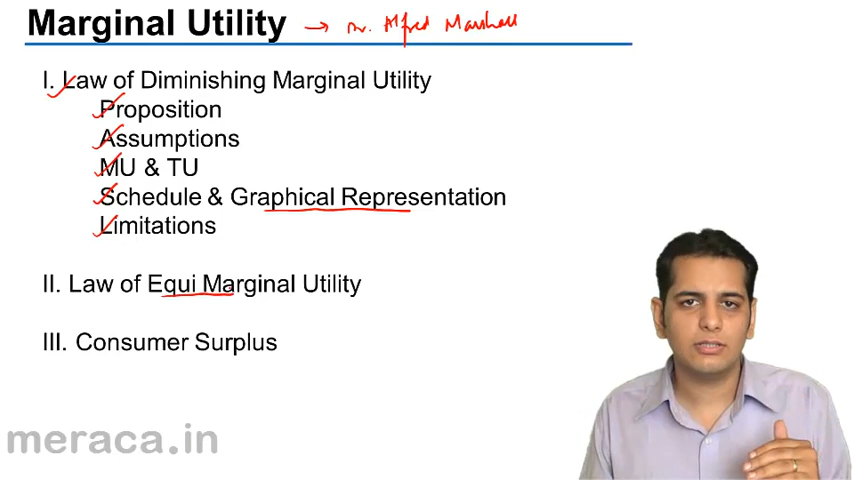 Marginal Utility → Dr. Alfred Marshall
I. Law of Diminishing Marginal Utility
Proposition
Assumptions
MU & TU
Schedule & Graphical Representation
Limitations
II. Law of Equi Marginal Utility
III. Consumer Surplus
meraca.in